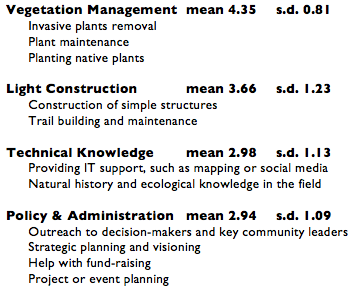 Vegetation Management mean 4.35 s.d. 0.81
Invasive plants removal
Plant maintenance
Planting native plants
Light Construction mean 3.66 s.d. 1.23
Construction of simple structures
Trail building and maintenance
Technical Knowledge mean 2.98 s.d. 1.13
Providing IT support, such as mapping or social media
Natural history and ecological knowledge in the field
Policy & Administration mean 2.94 s.d. 1.09
Outreach to decision-makers and key community leaders
Strategic planning and visioning
Help with fund-raising
Project or event planning